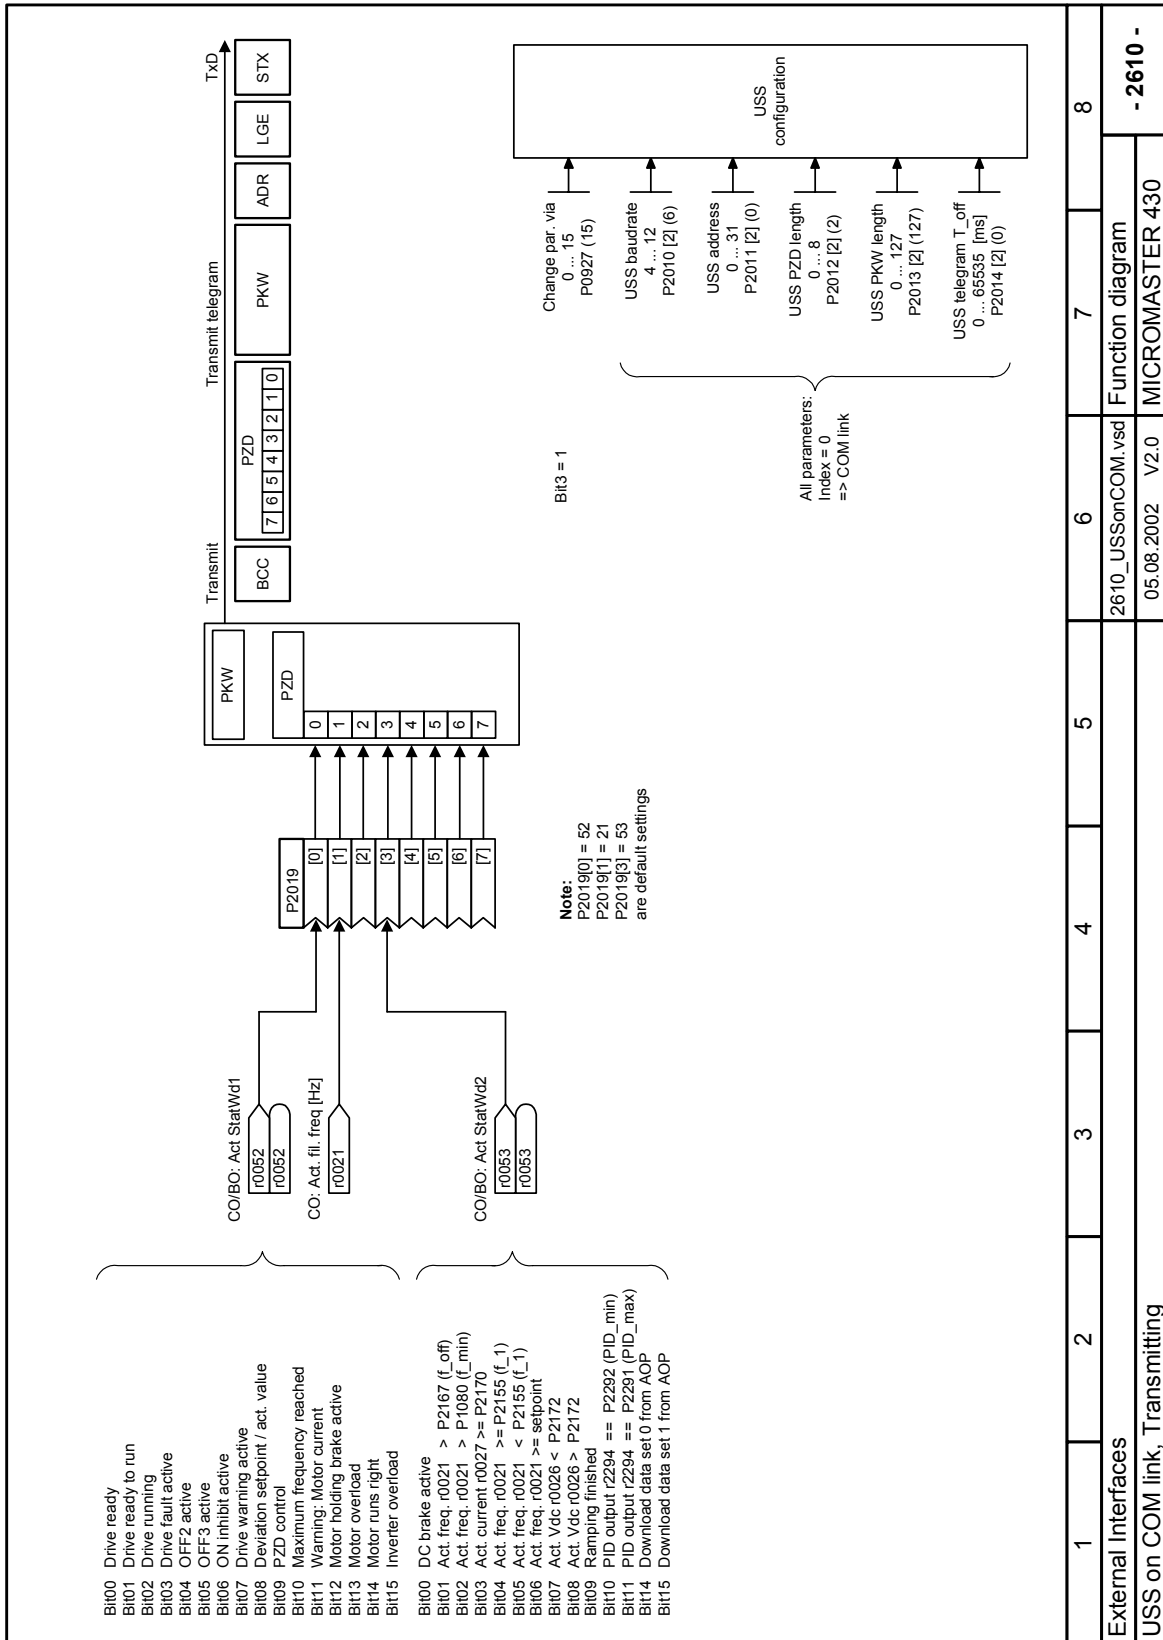 TxD
Transmit telegram
Transmit
STX
LGE
ADR
PKW
PZD
7 6 5 4 3 2 1 0
BCC
PKW
PZD
0
1
2
3
4
5
6
7
P2019
[0]
[1]
[2]
[3]
[4]
[5]
[6]
[7]
Note:
P2019[0] = 52
P2019[1] = 21
P2019[3] = 53
are default settings
CO/BO: Act StatWd1
r0052
r0052
CO: Act. fil. freq [Hz]
r0021
CO/BO: Act StatWd2
r0053
r0053
Bit00 Drive ready
Bit01 Drive ready to run
Bit02 Drive running
Bit03 Drive fault active
Bit04 OFF2 active
Bit05 OFF3 active
Bit06 ON inhibit active
Bit07 Drive warning active
Bit08 Deviation setpoint / act. value
Bit09 PZD control
Bit10 Maximum frequency reached
Bit11 Warning: Motor current
Bit12 Motor holding brake active
Bit13 Motor overload
Bit14 Motor runs right
Bit15 Inverter overload
Bit00 DC brake active
Bit01 Act. freq. r0021 > P2167 (f_off)
Bit02 Act. freq. r0021 > P1080 (f_min)
Bit03 Act. current r0027 >= P2170
Bit04 Act. freq. r0021 >= P2155 (f_1)
Bit05 Act. freq. r0021 < P2155 (f_1)
Bit06 Act. freq. r0021 >= setpoint
Bit07 Act. Vdc r0026 < P2172
Bit08 Act. Vdc r0026 > P2172
Bit09 Ramping finished
Bit10 PID output r2294 == P2292 (PID_min)
Bit11 PID output r2294 == P2291 (PID_max)
Bit14 Download data set 0 from AOP
Bit15 Download data set 1 from AOP
Bit3 = 1
Change par. via
0 ... 15
P0927 (15)
USS baudrate
4 ... 12
P2010 [2] (6)
USS address
0 ... 31
P2011 [2] (0)
USS PZD length
0 ... 8
P2012 [2] (2)
USS PKW length
0 ... 127
P2013 [2] (127)
USS telegram T_off
0 ... 65535 [ms]
P2014 [2] (0)
USS
configuration
All parameters:
Index = 0
=> COM link
1 2 3 4 5 6 7 8
External Interfaces
2610_USSonCOM.vsd
Function diagram
- 2610 -
USS on COM link, Transmitting
05.08.2002 V2.0
MICROMASTER 430